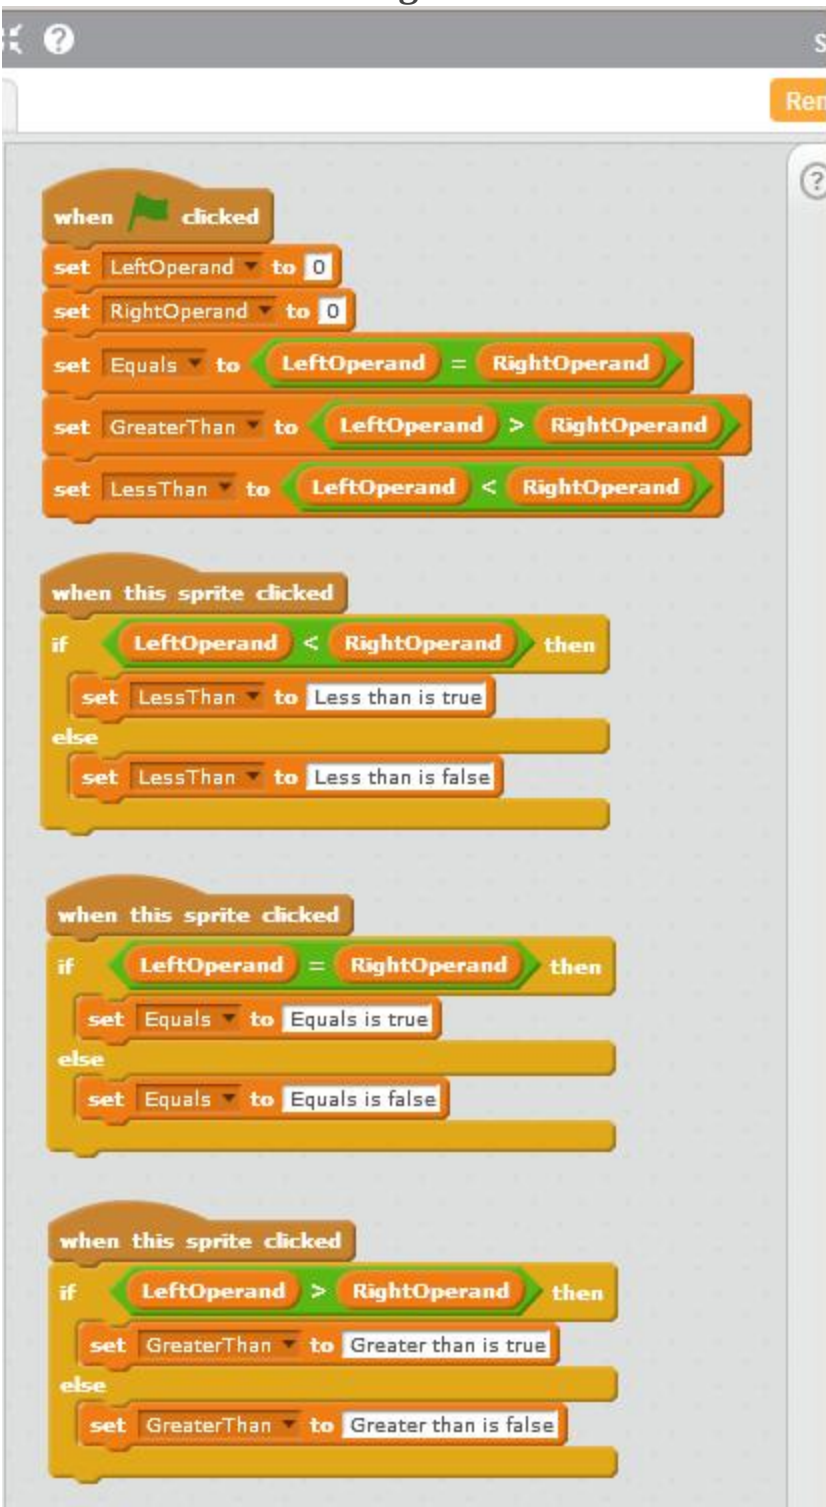 ?
S
Ren
?
when clicked
set LeftOperand to 0
set RightOperand to 0
set Equals to LeftOperand = RightOperand
set GreaterThan to LeftOperand > RightOperand
set LessThan to LeftOperand < RightOperand
when this sprite clicked
if LeftOperand < RightOperand then
set LessThan to Less than is true
else
set LessThan to Less than is false
when this sprite clicked
if LeftOperand = RightOperand then
set Equals to Equals is true
else
set Equals to Equals is false
when this sprite clicked
if LeftOperand > RightOperand then
set GreaterThan to Greater than is true
else
set GreaterThan to Greater than is false